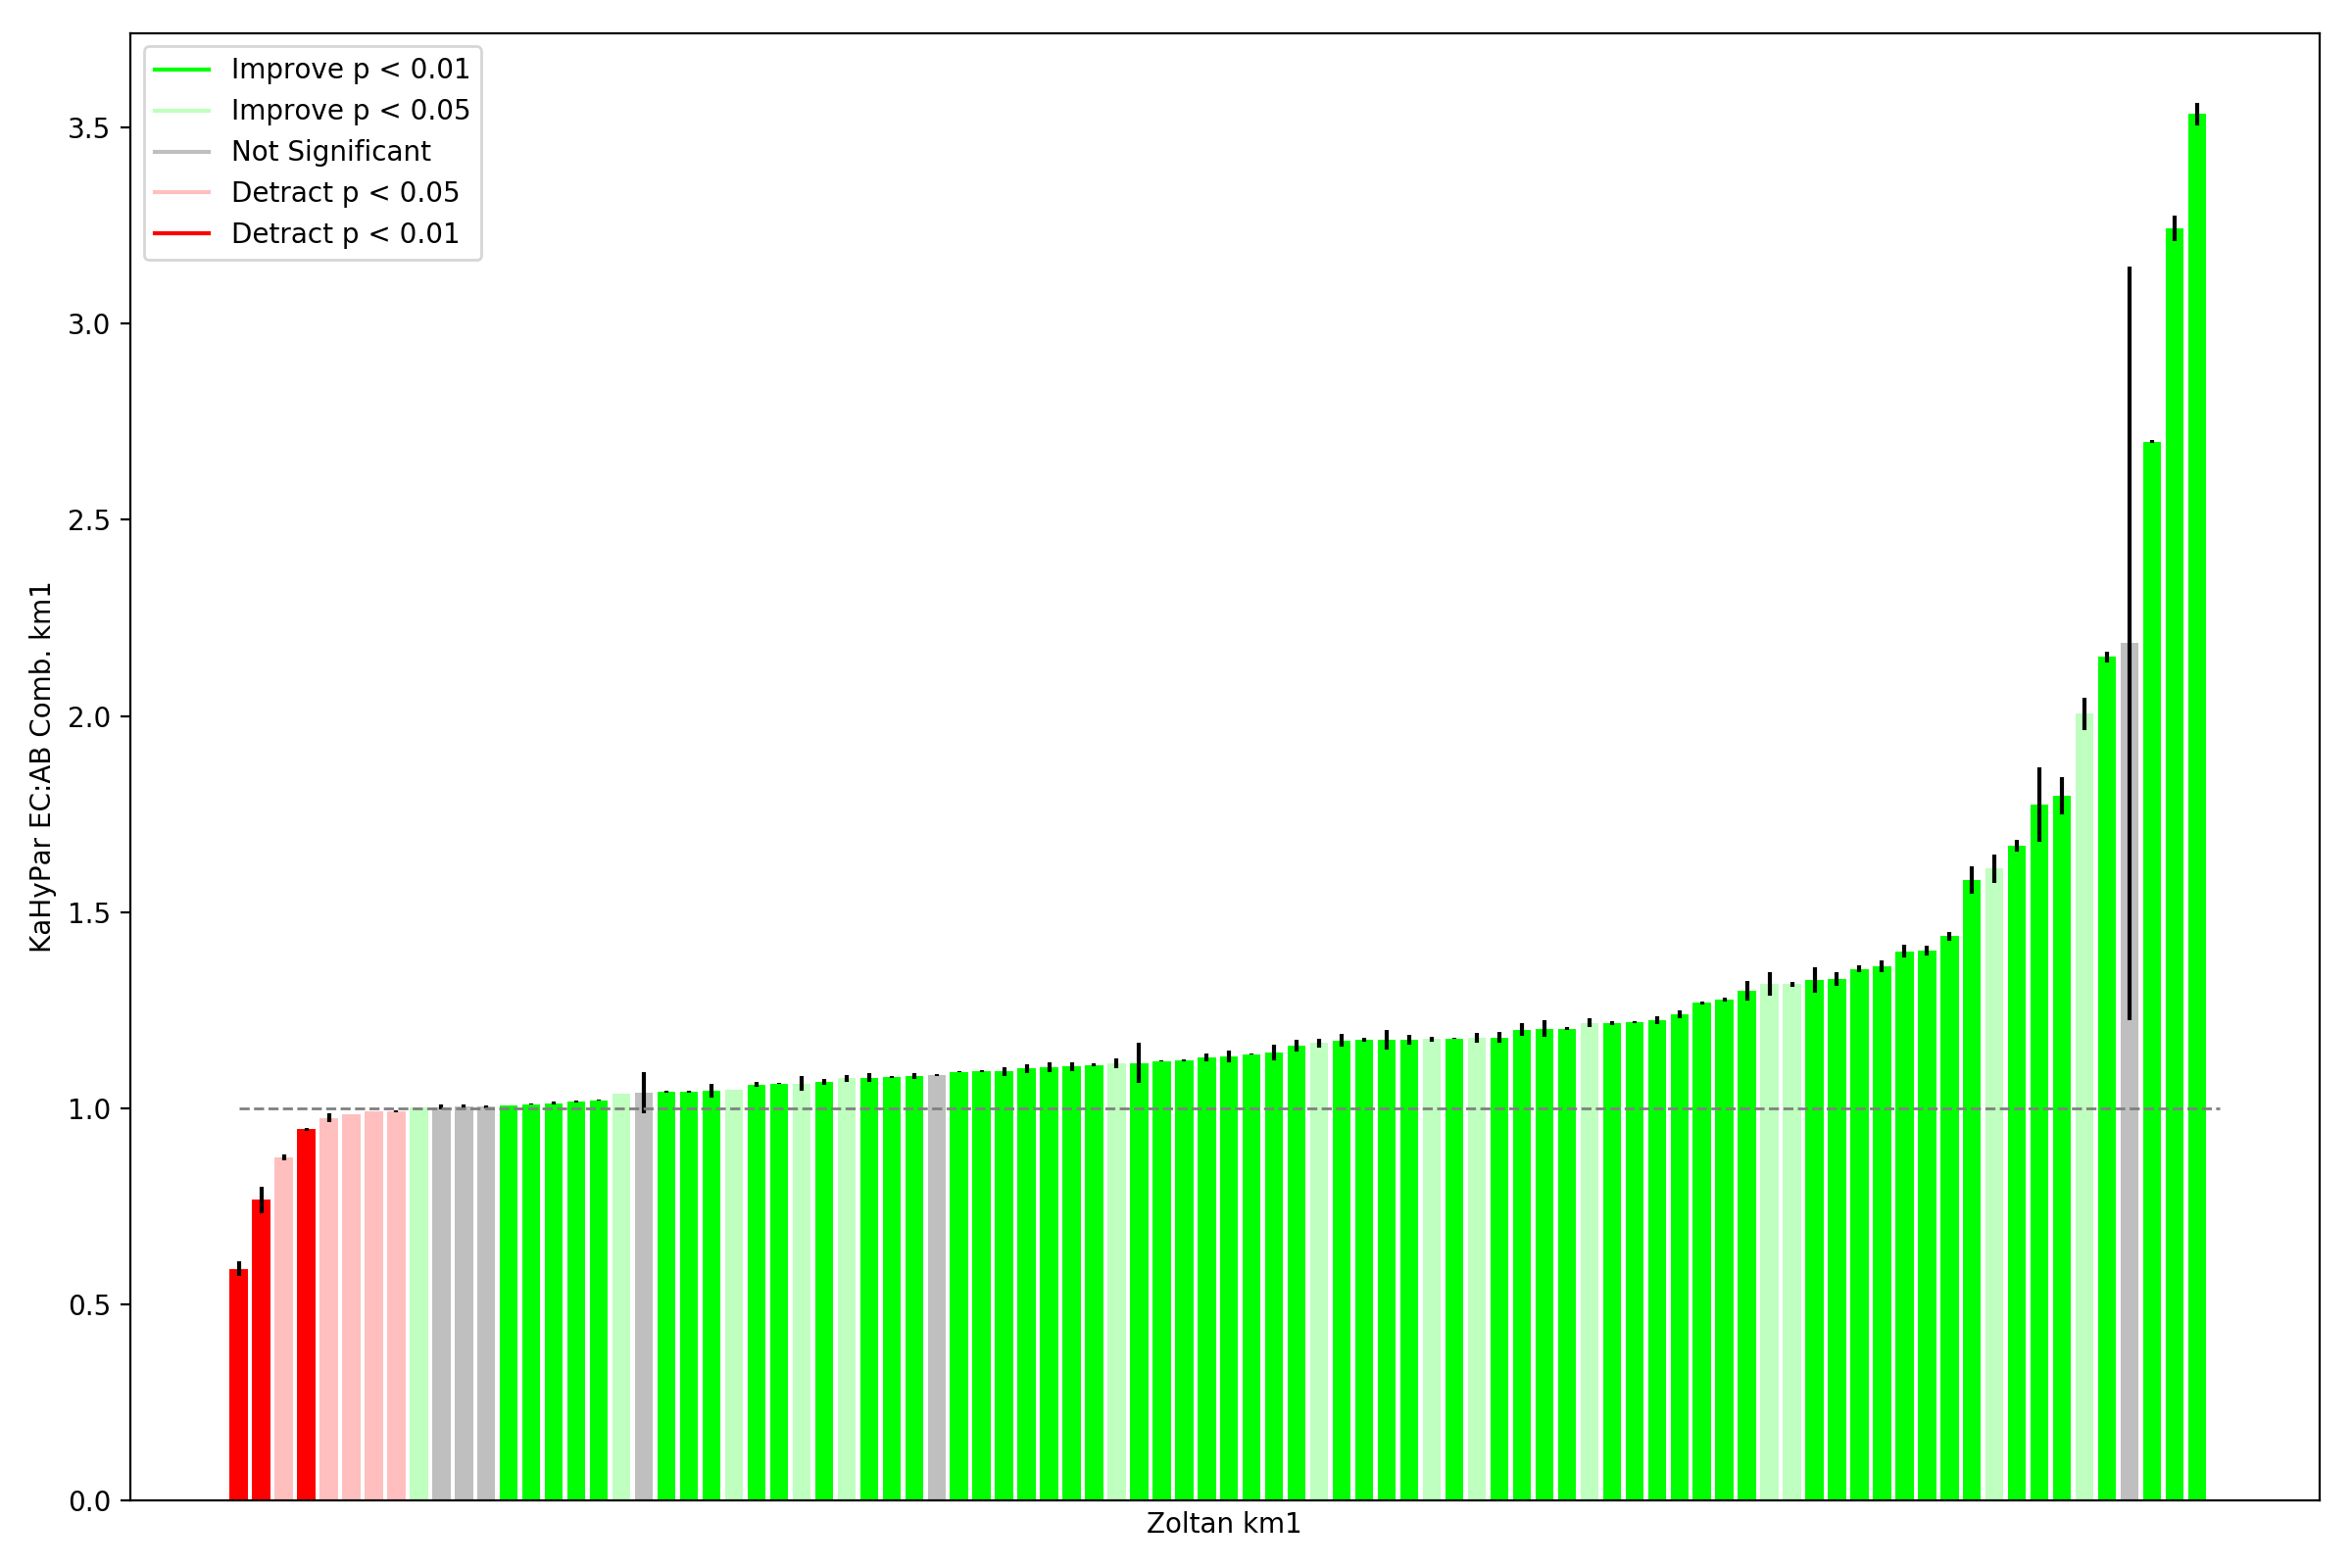 Improve p < 0.01
Improve p < 0.05
Not Significant
Detract p < 0.05
Detract p < 0.01
3.5
3.0
2.5
2.0
1.5
1.0
0.5
0.0
KaHyPar EC:AB Comb. km1
Zoltan km1